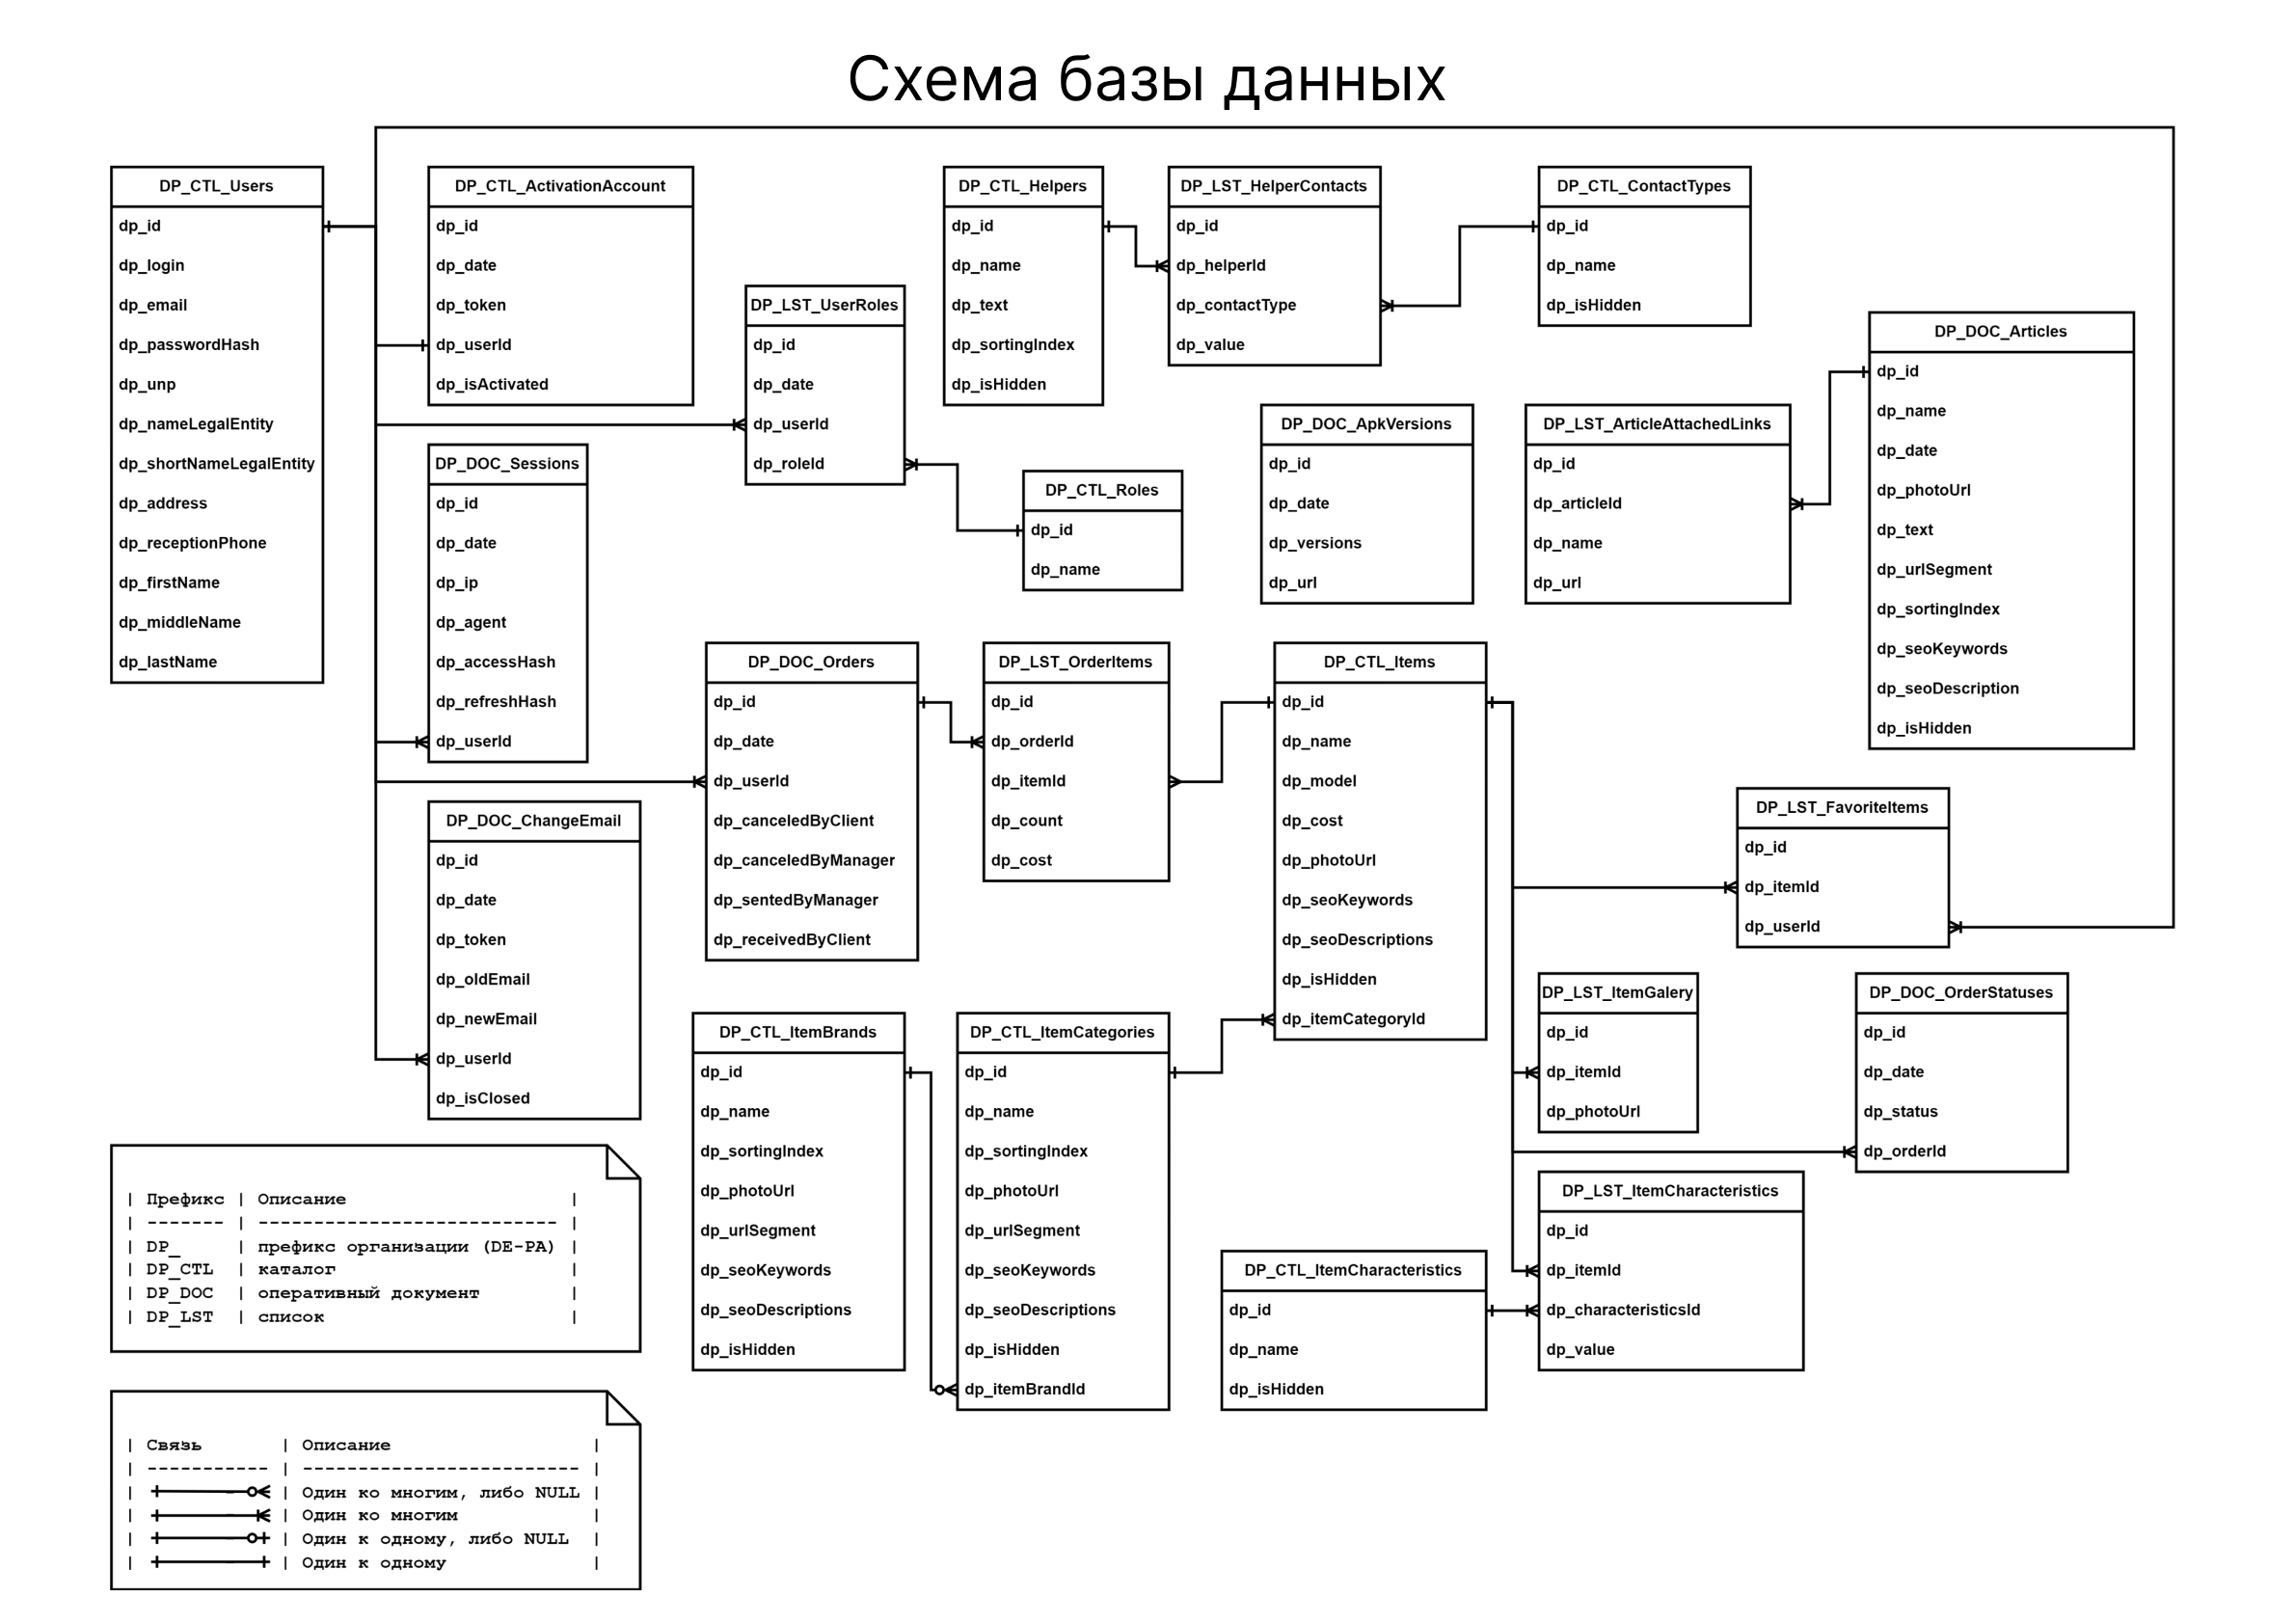 Схема базы данных
DP_CTL_Users
dp_id
dp_login
dp_email
dp_passwordHash
dp_unp
dp_nameLegalEntity
dp_shortNameLegalEntity
dp_address
dp_receptionPhone
dp_firstName
dp_middleName
dp_lastName
DP_CTL_ActivationAccount
dp_id
dp_date
dp_token
dp_userId
dp_isActivated
DP_LST_UserRoles
dp_id
dp_date
dp_userId
dp_roleId
DP_CTL_Helpers
dp_id
dp_name
dp_text
dp_sortingIndex
dp_isHidden
DP_LST_HelperContacts
dp_id
dp_helperId
dp_contactType
dp_value
DP_CTL_ContactTypes
dp_id
dp_name
dp_isHidden
DP_DOC_Articles
dp_id
dp_name
dp_date
dp_photoUrl
dp_text
dp_urlSegment
dp_sortingIndex
dp_seoKeywords
dp_seoDescription
dp_isHidden
DP_DOC_Sessions
dp_id
dp_date
dp_ip
dp_agent
dp_accessHash
dp_refreshHash
dp_userId
DP_CTL_Roles
dp_id
dp_name
DP_DOC_ApkVersions
dp_id
dp_date
dp_versions
dp_url
DP_LST_ArticleAttachedLinks
dp_id
dp_articleId
dp_name
dp_url
DP_DOC_Orders
dp_id
dp_date
dp_userId
dp_canceledByClient
dp_canceledByManager
dp_sentedByManager
dp_receivedByClient
DP_LST_OrderItems
dp_id
dp_orderId
dp_itemId
dp_count
dp_cost
DP_CTL_Items
dp_id
dp_name
dp_model
dp_cost
dp_photoUrl
dp_seoKeywords
dp_seoDescriptions
dp_isHidden
dp_itemCategoryId
DP_LST_FavoriteItems
dp_id
dp_itemId
dp_userId
DP_DOC_ChangeEmail
dp_id
dp_date
dp_token
dp_oldEmail
dp_newEmail
dp_userId
dp_isClosed
DP_CTL_ItemBrands
dp_id
dp_name
dp_sortingIndex
dp_photoUrl
dp_urlSegment
dp_seoKeywords
dp_seoDescriptions
dp_isHidden
DP_CTL_ItemCategories
dp_id
dp_name
dp_sortingIndex
dp_photoUrl
dp_urlSegment
dp_seoKeywords
dp_seoDescriptions
dp_isHidden
dp_itemBrandId
DP_LST_ItemGalery
dp_id
dp_itemId
dp_photoUrl
DP_DOC_OrderStatuses
dp_id
dp_date
dp_status
dp_orderId
DP_LST_ItemCharacteristics
dp_id
dp_itemId
dp_characteristicsId
dp_value
DP_CTL_ItemCharacteristics
dp_id
dp_name
dp_isHidden
| Префикс | Описание |
| ------- | --------------------------- |
| DP_ | префикс организации (DE-PA) |
| DP_CTL | каталог |
| DP_DOC | оперативный документ |
| DP_LST | список |
| Связь | Описание |
| ----------- | ------------------------- |
| | Один ко многим, либо NULL |
| | Один ко многим |
| | Один к одному, либо NULL |
| | Один к одному |